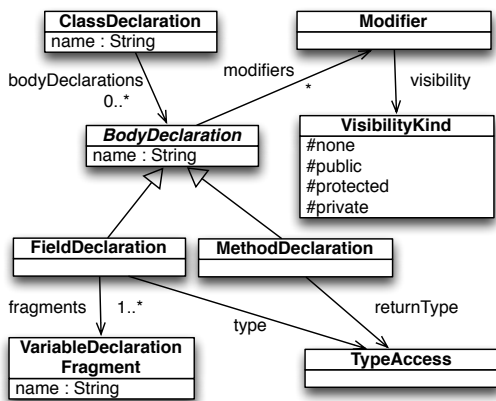 ClassDeclaration
name : String
Modifier
bodyDeclarations
0..*
modifiers
*
visibility
BodyDeclaration
name : String
VisibilityKind
#none
#public
#protected
#private
FieldDeclaration
MethodDeclaration
fragments
1..*
type
returnType
VariableDeclaration
Fragment
name : String
TypeAccess